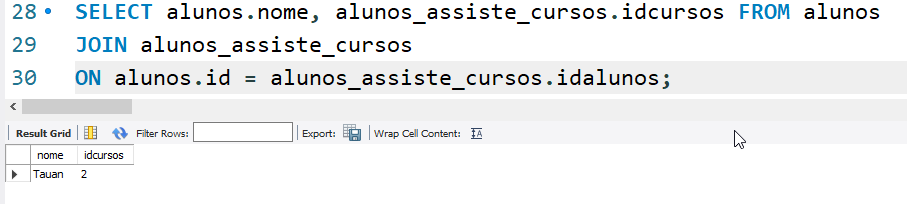 28 SELECT alunos.nome, alunos_assiste_cursos.idcursos FROM alunos
29 JOIN alunos_assiste_cursos
30 ON alunos.id = alunos_assiste_cursos.idalunos;
Result Grid Filter Rows: Export: Wrap Cell Content: IA
nome idcursos
Tauan 2